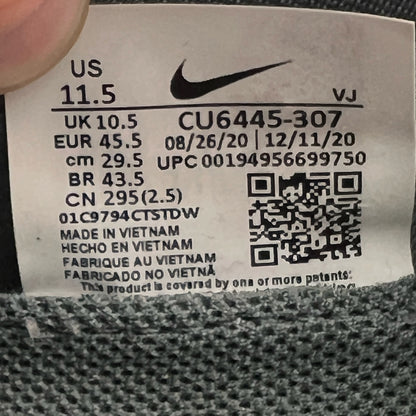 US
11.5
VJ
UK 10.5
CU6445-307
EUR 45.5
08/26/20 | 12/11/20
cm 29.5
UPC 00194956699750
BR 43.5
CN 295(2.5)
01C9794CTSTDW
MADE IN VIETNAM
HECHO EN VIETNAM
FABRIQUE AU VIETNAM
FABRICADO NO VIETNÃ
This product is covered by one or more patents: